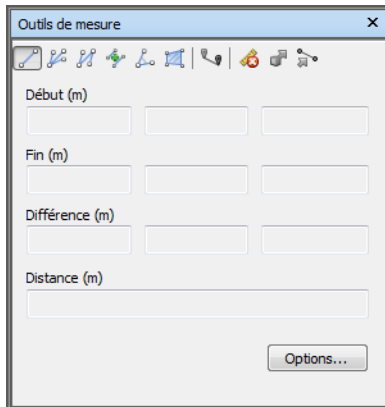 Outils de mesure
Début (m)
Fin (m)
Différence (m)
Distance (m)
Options...